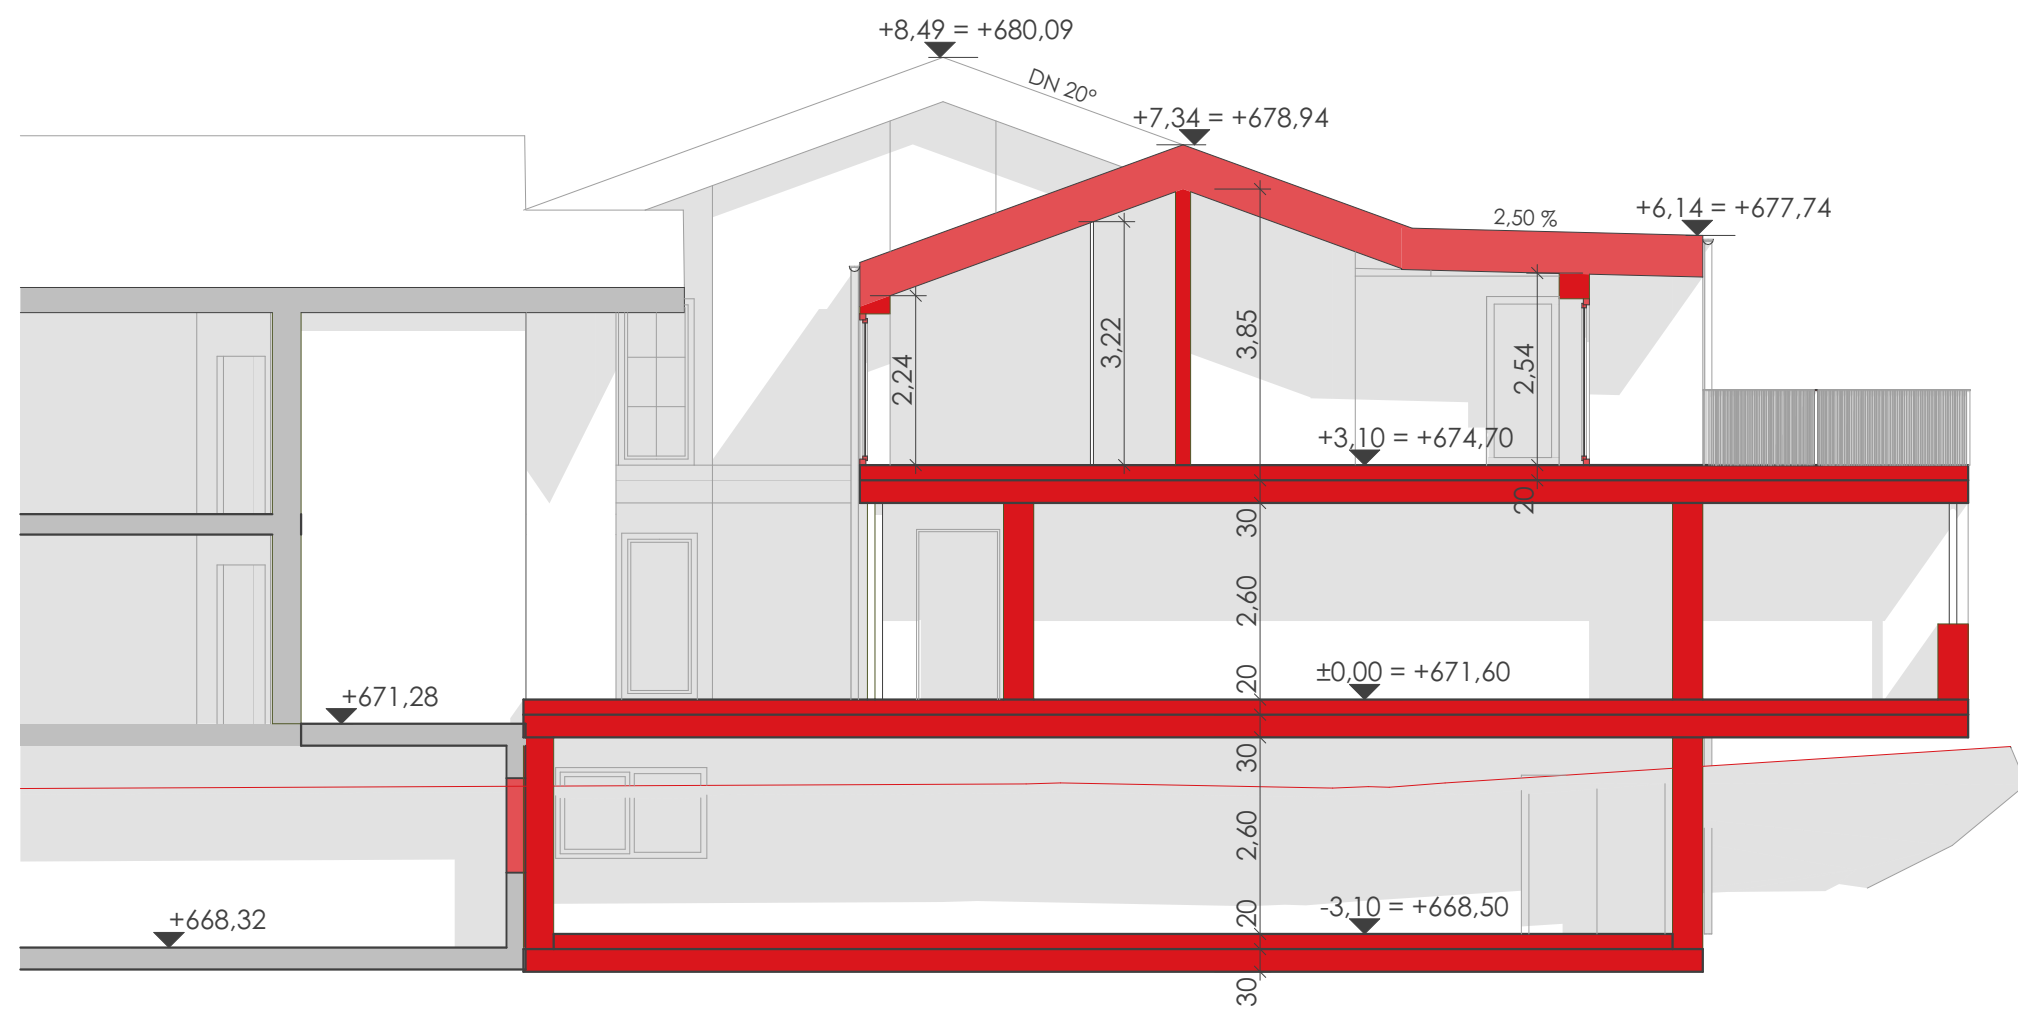 +8,49 = +680,09
DN 20°
+7,34 = +678,94
+6,14 = +677,74
2,50 %
2,24
3,22
3,85
2,54
+3,10 = +674,70
20
30
2,60
±0,00 = +671,60
20
+671,28
30
2,60
-3,10 = +668,50
20
+668,32
30